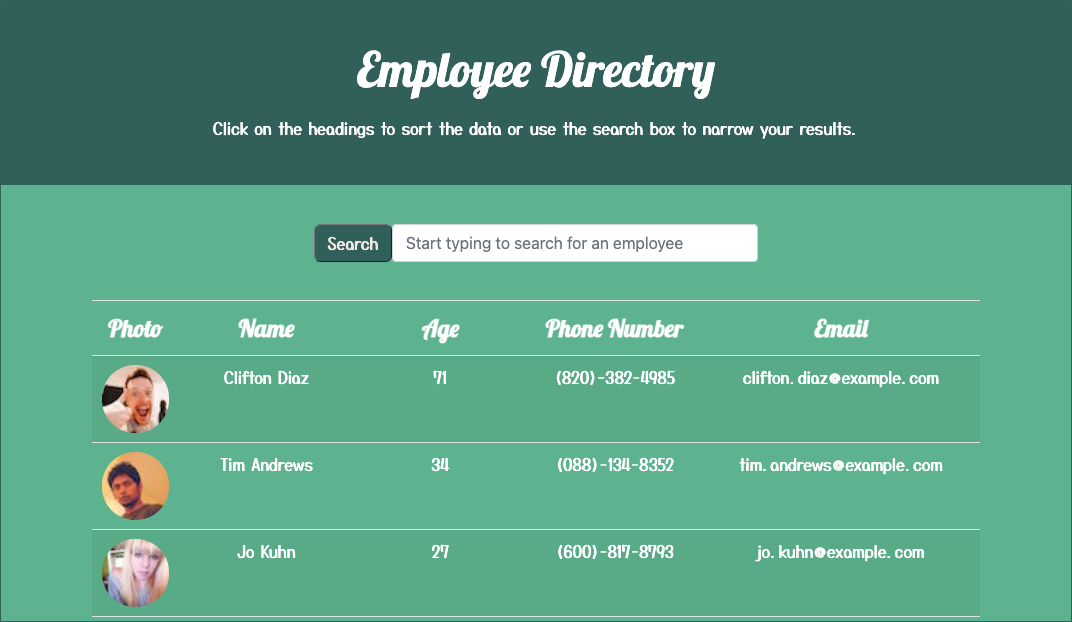 Employee Directory
Click on the headings to sort the data or use the search box to narrow your results.
Search Start typing to search for an employee
Photo Name Age Phone Number Email
Clifton Diaz 71 (820)-382-4985 clifton.diaz@example.com
Tim Andrews 34 (088)-134-8352 tim.andrews@example.com
Jo Kuhn 27 (600)-817-8793 jo.kuhn@example.com